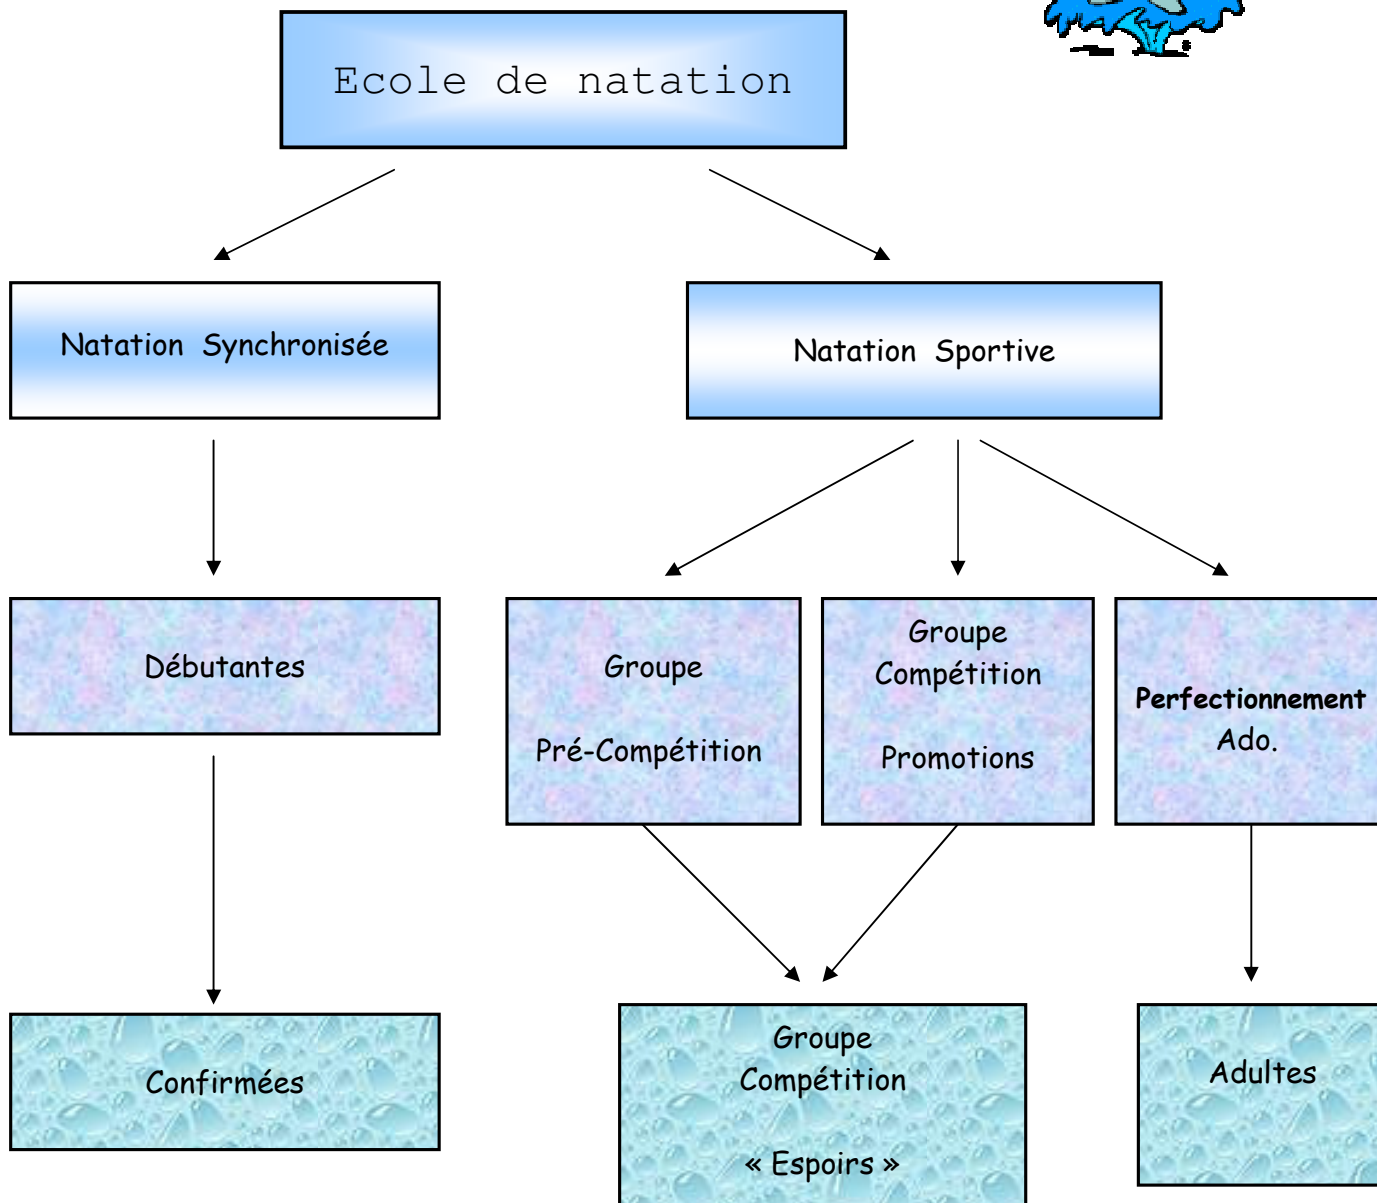 Ecole de natation
Natation Synchronisée
Natation Sportive
Débutantes
Groupe
Pré-Compétition
Groupe
Compétition
Promotions
Perfectionnement
Ado.
Confirmées
Groupe
Compétition
« Espoirs »
Adultes